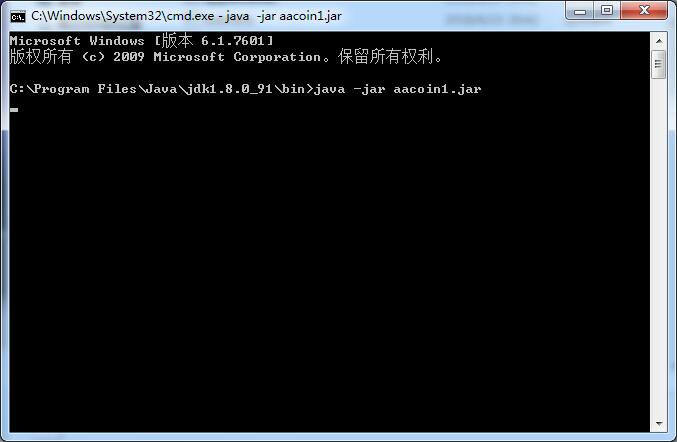 C:\Windows\System32\cmd.exe - java  -jar aacoin1.jar
Microsoft Windows [版本 6.1.7601]
版权所有 (c) 2009 Microsoft Corporation。保留所有权利。
C:\Program Files\Java\jdk1.8.0_91\bin>java -jar aacoin1.jar